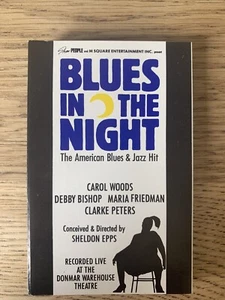 Show PEOPLE and M SQUARE ENTERTAINMENT INC. present
BLUES
IN THE
NIGHT
The American Blues & Jazz Hit
CAROL WOODS
DEBBY BISHOP MARIA FRIEDMAN
CLARKE PETERS
Conceived & Directed by
SHELDON EPPS
RECORDED LIVE
AT THE
DONMAR WAREHOUSE
THEATRE